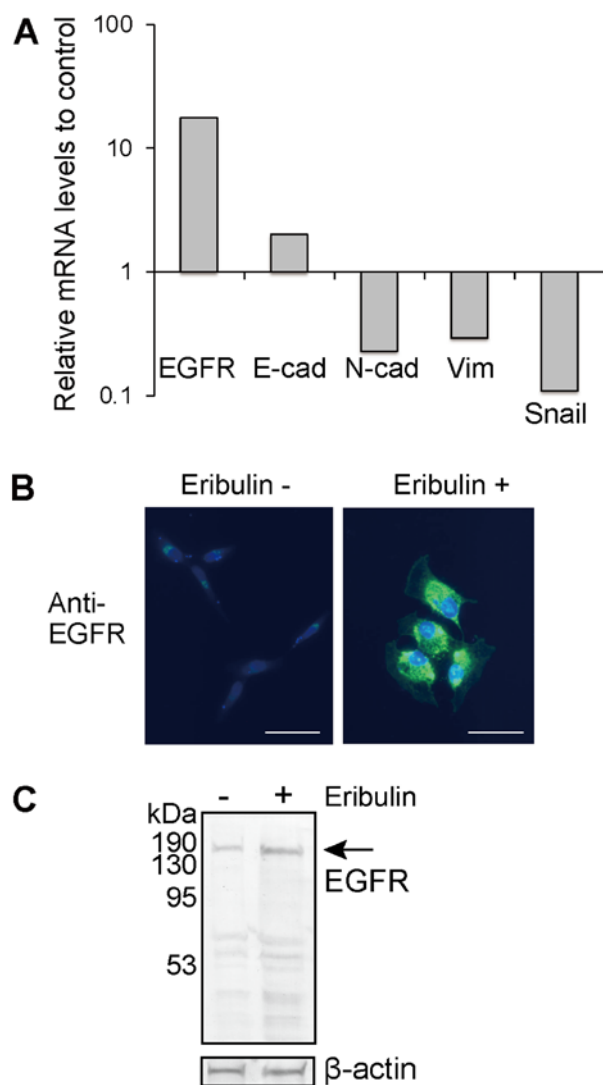 A
Relative mRNA levels to control
100
10
1
0.1
EGFR E-cad N-cad Vim
Snail
B
Eribulin - Eribulin +
Anti-
EGFR
C
- + Eribulin
kDa
190
130
95
53
EGFR
β-actin